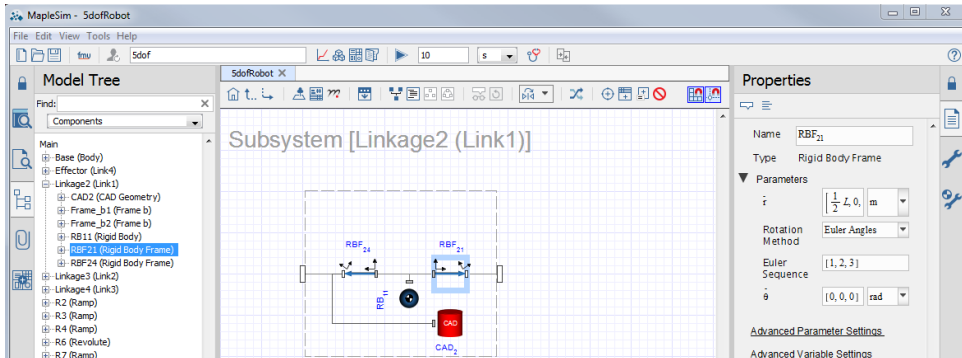 MapleSim - 5dofRobot
File Edit View Tools Help
fmu 5dof 10 s
Model Tree
Find:
Components
Main
Base (Body)
Effector (Link4)
Linkage2 (Link1)
CAD2 (CAD Geometry)
Frame_b1 (Frame b)
Frame_b2 (Frame b)
RB11 (Rigid Body)
RBF21 (Rigid Body Frame)
RBF24 (Rigid Body Frame)
Linkage3 (Link2)
Linkage4 (Link3)
R2 (Ramp)
R3 (Ramp)
R4 (Ramp)
R6 (Revolute)
R7 (Ramp)
5dofRobot
Subsystem [Linkage2 (Link1)]
RBF24 RBF21
RB11
CAD
CAD2
Properties
Name RBF21
Type Rigid Body Frame
Parameters
r̄ [1/2 L, 0, m
Rotation Method Euler Angles
Euler Sequence [1, 2, 3]
θ̄ [0, 0, 0] rad
Advanced Parameter Settings
Advanced Variable Settings